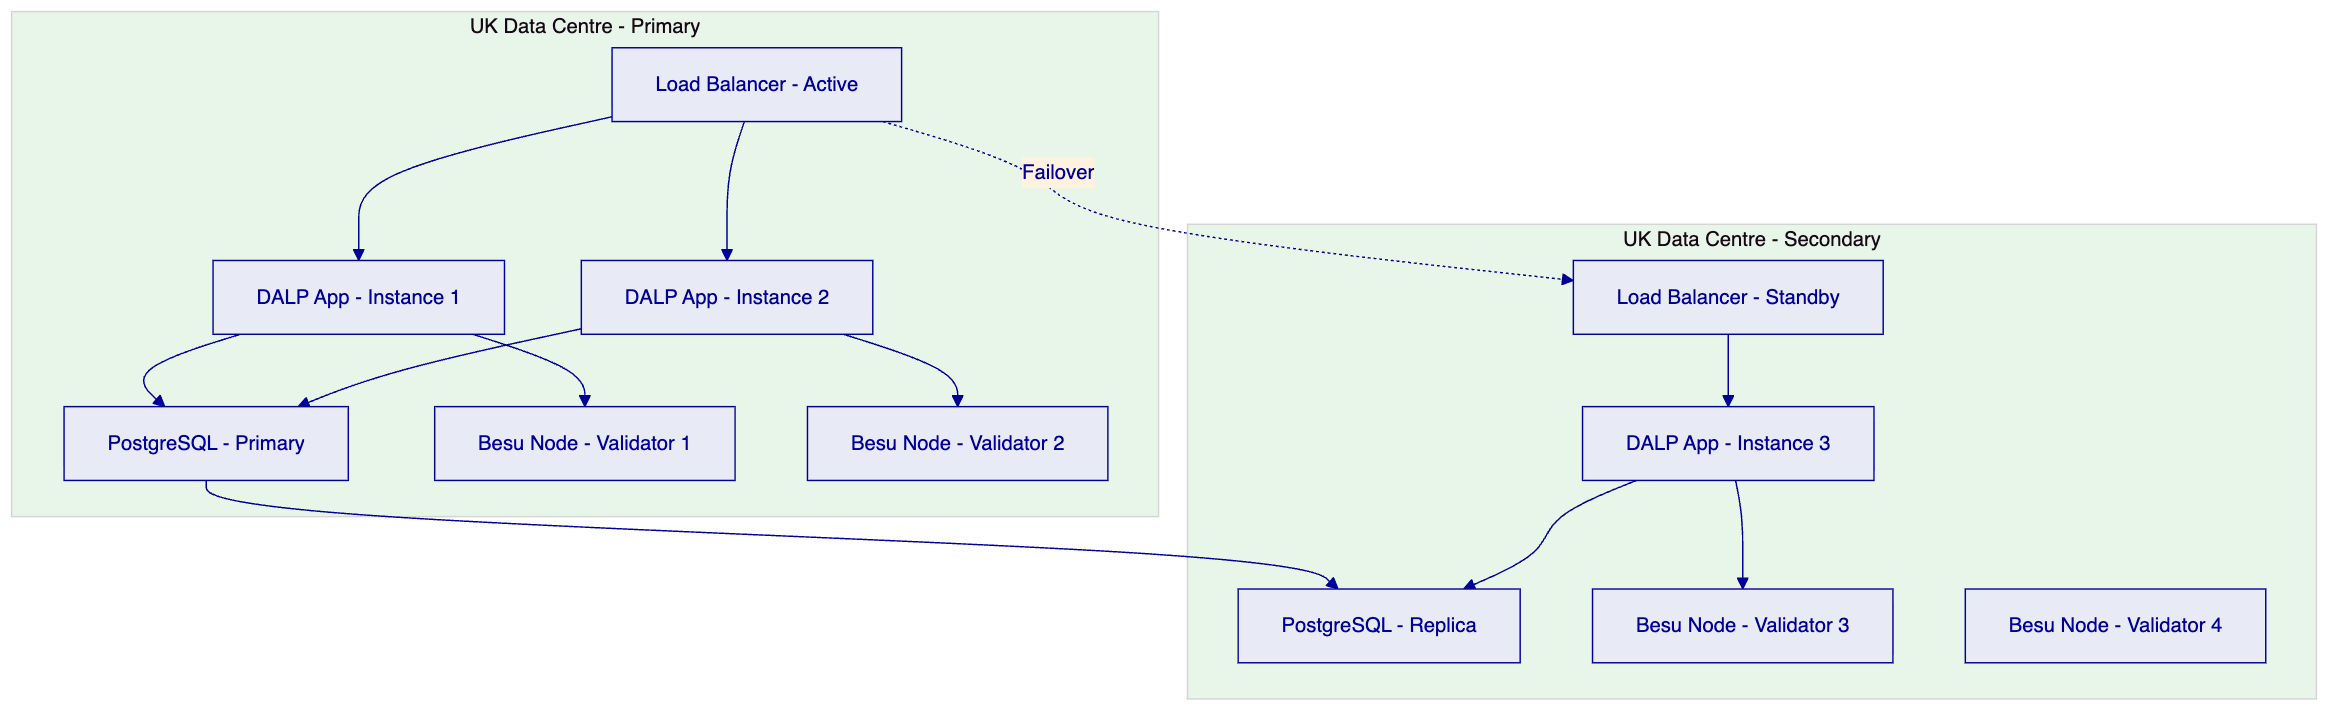 UK Data Centre - Primary
Load Balancer - Active
Failover
DALP App - Instance 1
DALP App - Instance 2
PostgreSQL - Primary
Besu Node - Validator 1
Besu Node - Validator 2
UK Data Centre - Secondary
Load Balancer - Standby
DALP App - Instance 3
PostgreSQL - Replica
Besu Node - Validator 3
Besu Node - Validator 4